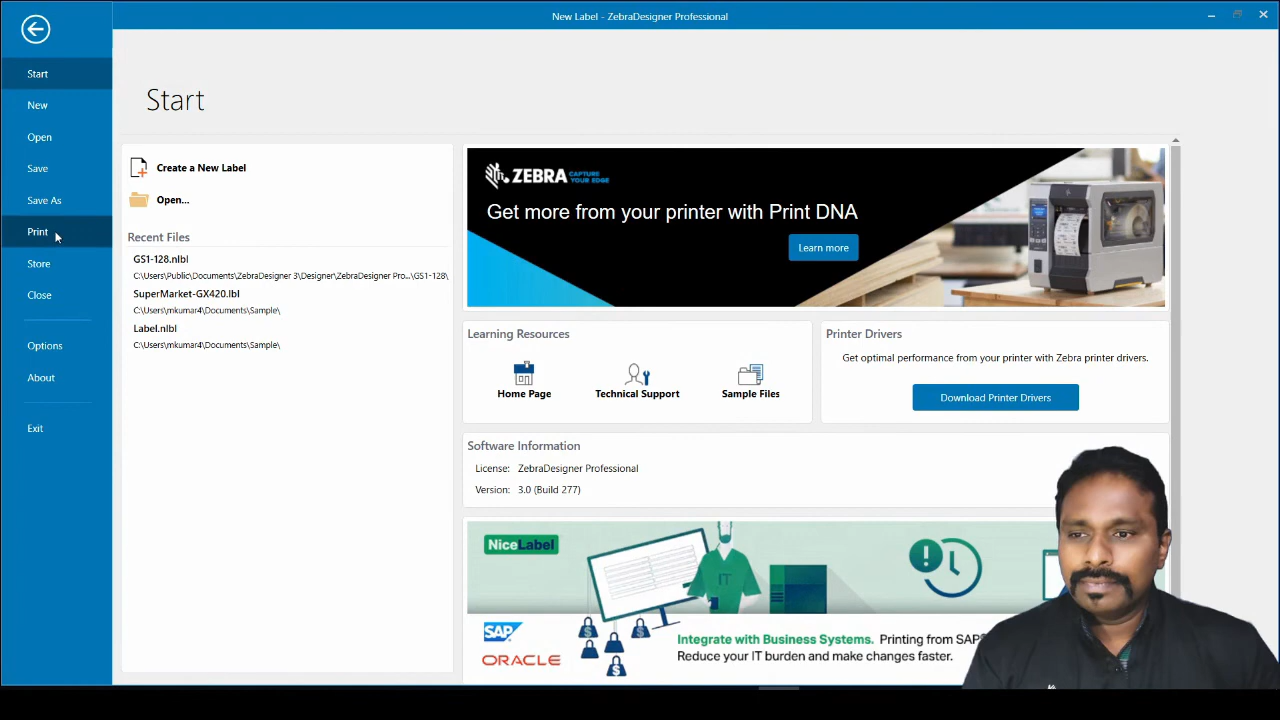 New Label - ZebraDesigner Professional
Start
New
Open
Save
Save As
Print
Store
Close
Options
About
Exit
Start
Create a New Label
Open...
Recent Files
GS1-128.nlbl
C:\Users\Public\Documents\ZebraDesigner 3\Designer\ZebraDesigner Pro...\GS1-128\
SuperMarket-GX420.lbl
C:\Users\mkumar4\Documents\Sample\
Label.nlbl
C:\Users\mkumar4\Documents\Sample\
ZEBRA CAPTURE YOUR EDGE
Get more from your printer with Print DNA
Learn more
Learning Resources
Home Page
Technical Support
Sample Files
Printer Drivers
Get optimal performance from your printer with Zebra printer drivers.
Download Printer Drivers
Software Information
License: ZebraDesigner Professional
Version: 3.0 (Build 277)
NiceLabel
IT
SAP
ORACLE
Integrate with Business Systems. Printing from SAP
Reduce your IT burden and make changes faster.